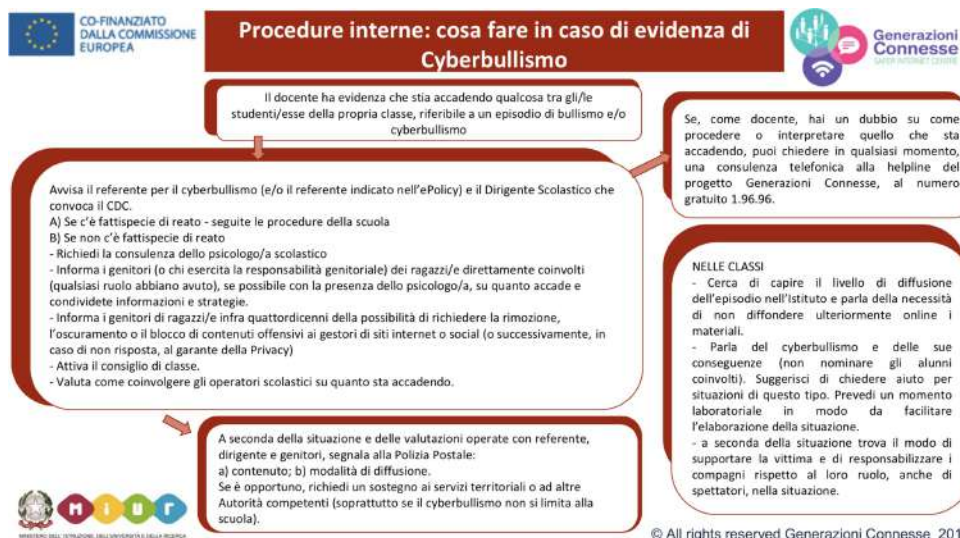 CO-FINANZIATO
DALLA COMMISSIONE
EUROPEA
Procedure interne: cosa fare in caso di evidenza di
Cyberbullismo
Generazioni
Connesse
SAFER INTERNET CENTRE
Il docente ha evidenza che stia accadendo qualcosa tra gli/le
studenti/esse della propria classe, riferibile a un episodio di bullismo e/o
cyberbullismo
Se, come docente, hai un dubbio su come
procedere o interpretare quello che sta
accadendo, puoi chiedere in qualsiasi momento,
una consulenza telefonica alla helpline del
progetto Generazioni Connesse, al numero
gratuito 1.96.96.
Avvisa il referente per il cyberbullismo (e/o il referente indicato nell'ePolicy) e il Dirigente Scolastico che
convoca il CDC.
A) Se c'è fattispecie di reato - seguite le procedure della scuola
B) Se non c'è fattispecie di reato
- Richiedi la consulenza dello psicologo/a scolastico
- Informa i genitori (o chi esercita la responsabilità genitoriale) dei ragazzi/e direttamente coinvolti
(qualsiasi ruolo abbiano avuto), se possibile con la presenza dello psicologo/a, su quanto accade e
condividete informazioni e strategie.
- Informa i genitori di ragazzi/e infra quattordicenni della possibilità di richiedere la rimozione,
l'oscuramento o il blocco di contenuti offensivi ai gestori di siti internet o social (o successivamente, in
caso di non risposta, al garante della Privacy)
- Attiva il consiglio di classe.
- Valuta come coinvolgere gli operatori scolastici su quanto sta accadendo.
NELLE CLASSI
- Cerca di capire il livello di diffusione
dell'episodio nell'Istituto e parla della necessità
di non diffondere ulteriormente online i
materiali.
- Parla del cyberbullismo e delle sue
conseguenze (non nominare gli alunni
coinvolti). Suggerisci di chiedere aiuto per
situazioni di questo tipo. Prevedi un momento
laboratoriale in modo da facilitare
l'elaborazione della situazione.
- a seconda della situazione trova il modo di
supportare la vittima e di responsabilizzare i
compagni rispetto al loro ruolo, anche di
spettatori, nella situazione.
A seconda della situazione e delle valutazioni operate con referente,
dirigente e genitori, segnala alla Polizia Postale:
a) contenuto; b) modalità di diffusione.
Se è opportuno, richiedi un sostegno ai servizi territoriali o ad altre
Autorità competenti (soprattutto se il cyberbullismo non si limita alla
scuola).
miur
MINISTERO DELL'ISTRUZIONE, DELL'UNIVERSITÀ E DELLA RICERCA
© All rights reserved Generazioni Connesse 201